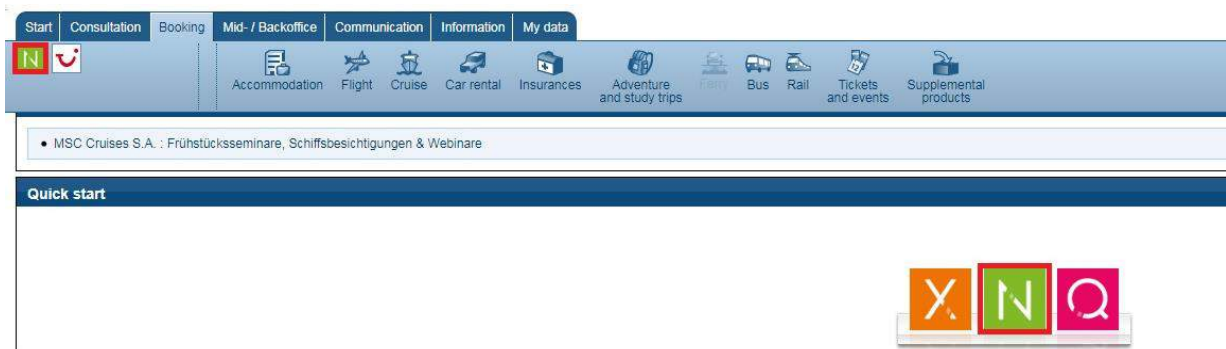 Start Consultation Booking Mid- / Backoffice Communication Information My data
N
Accommodation Flight Cruise Car rental Insurances Adventure and study trips Ferry Bus Rail Tickets and events Supplemental products
• MSC Cruises S.A. : Frühstücksseminare, Schiffsbesichtigungen & Webinare
Quick start
X N Q